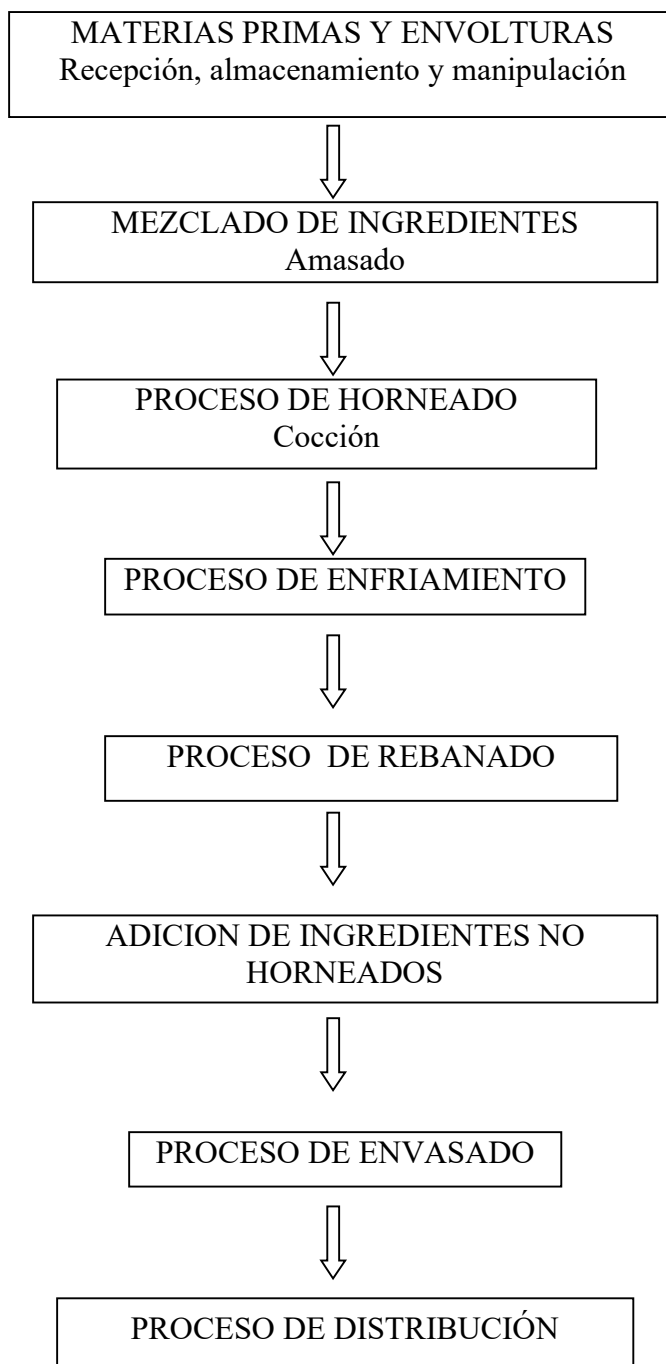 MATERIAS PRIMAS Y ENVOLTURAS
Recepción, almacenamiento y manipulación
MEZCLADO DE INGREDIENTES
Amasado
PROCESO DE HORNEADO
Cocción
PROCESO DE ENFRIAMIENTO
PROCESO DE REBANADO
ADICION DE INGREDIENTES NO
HORNEADOS
PROCESO DE ENVASADO
PROCESO DE DISTRIBUCIÓN